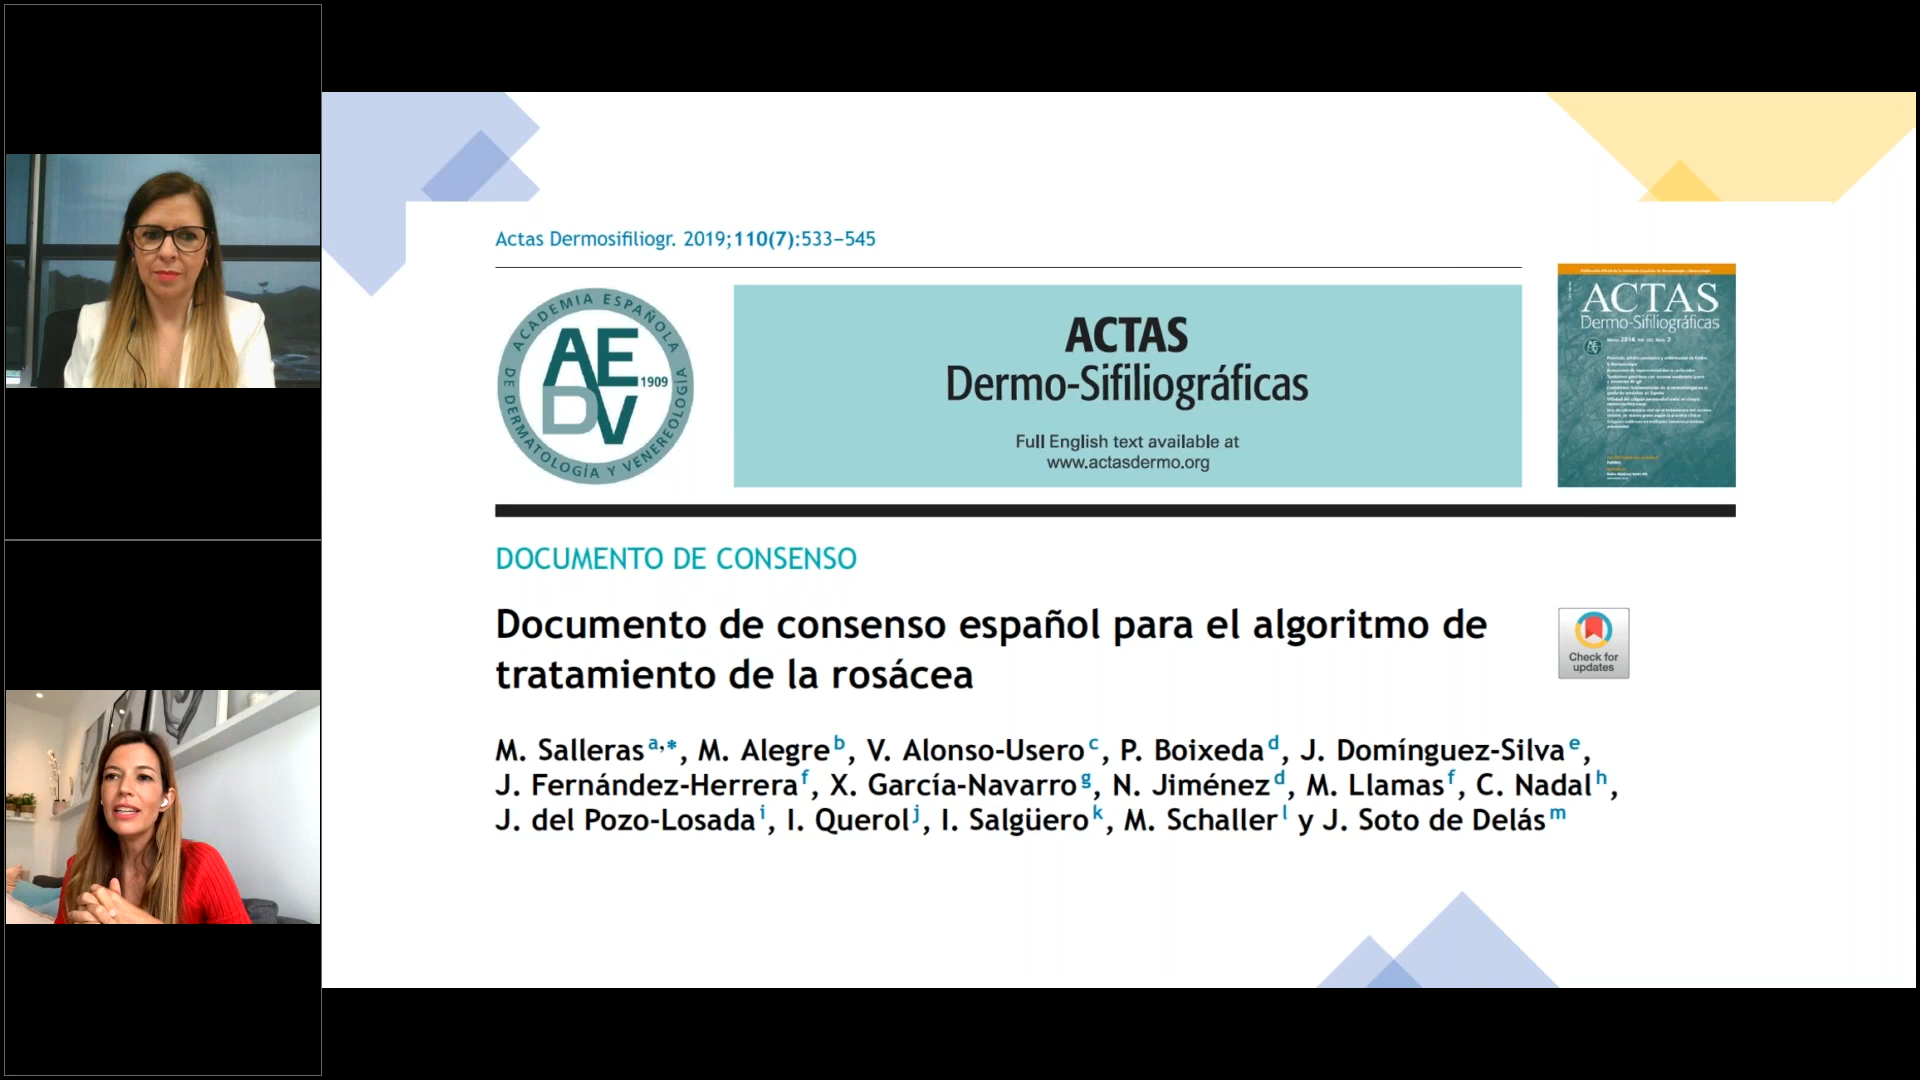 Actas Dermosifiliogr. 2019;110(7):533–545
ACADEMIA ESPAÑOLA
DE DERMATOLOGÍA Y VENEREOLOGÍA
AE
DV
1909
ACTAS
Dermo-Sifiliográficas
Full English text available at
www.actasdermo.org
ACTAS
Dermo-Sifiliográficas
DOCUMENTO DE CONSENSO
Documento de consenso español para el algoritmo de
tratamiento de la rosácea
Check for
updates
M. Salleras a,*, M. Alegre b, V. Alonso-Usero c, P. Boixeda d, J. Domínguez-Silva e,
J. Fernández-Herrera f, X. García-Navarro g, N. Jiménez d, M. Llamas f, C. Nadal h,
J. del Pozo-Losada i, I. Querol j, I. Salgüero k, M. Schaller l y J. Soto de Delás m